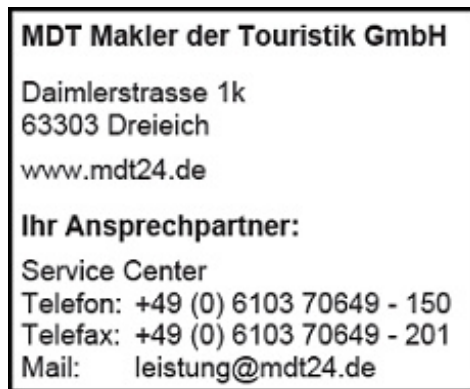 MDT Makler der Touristik GmbH
Daimlerstrasse 1k
63303 Dreieich
www.mdt24.de
Ihr Ansprechpartner:
Service Center
Telefon: +49 (0) 6103 70649 - 150
Telefax: +49 (0) 6103 70649 - 201
Mail: leistung@mdt24.de